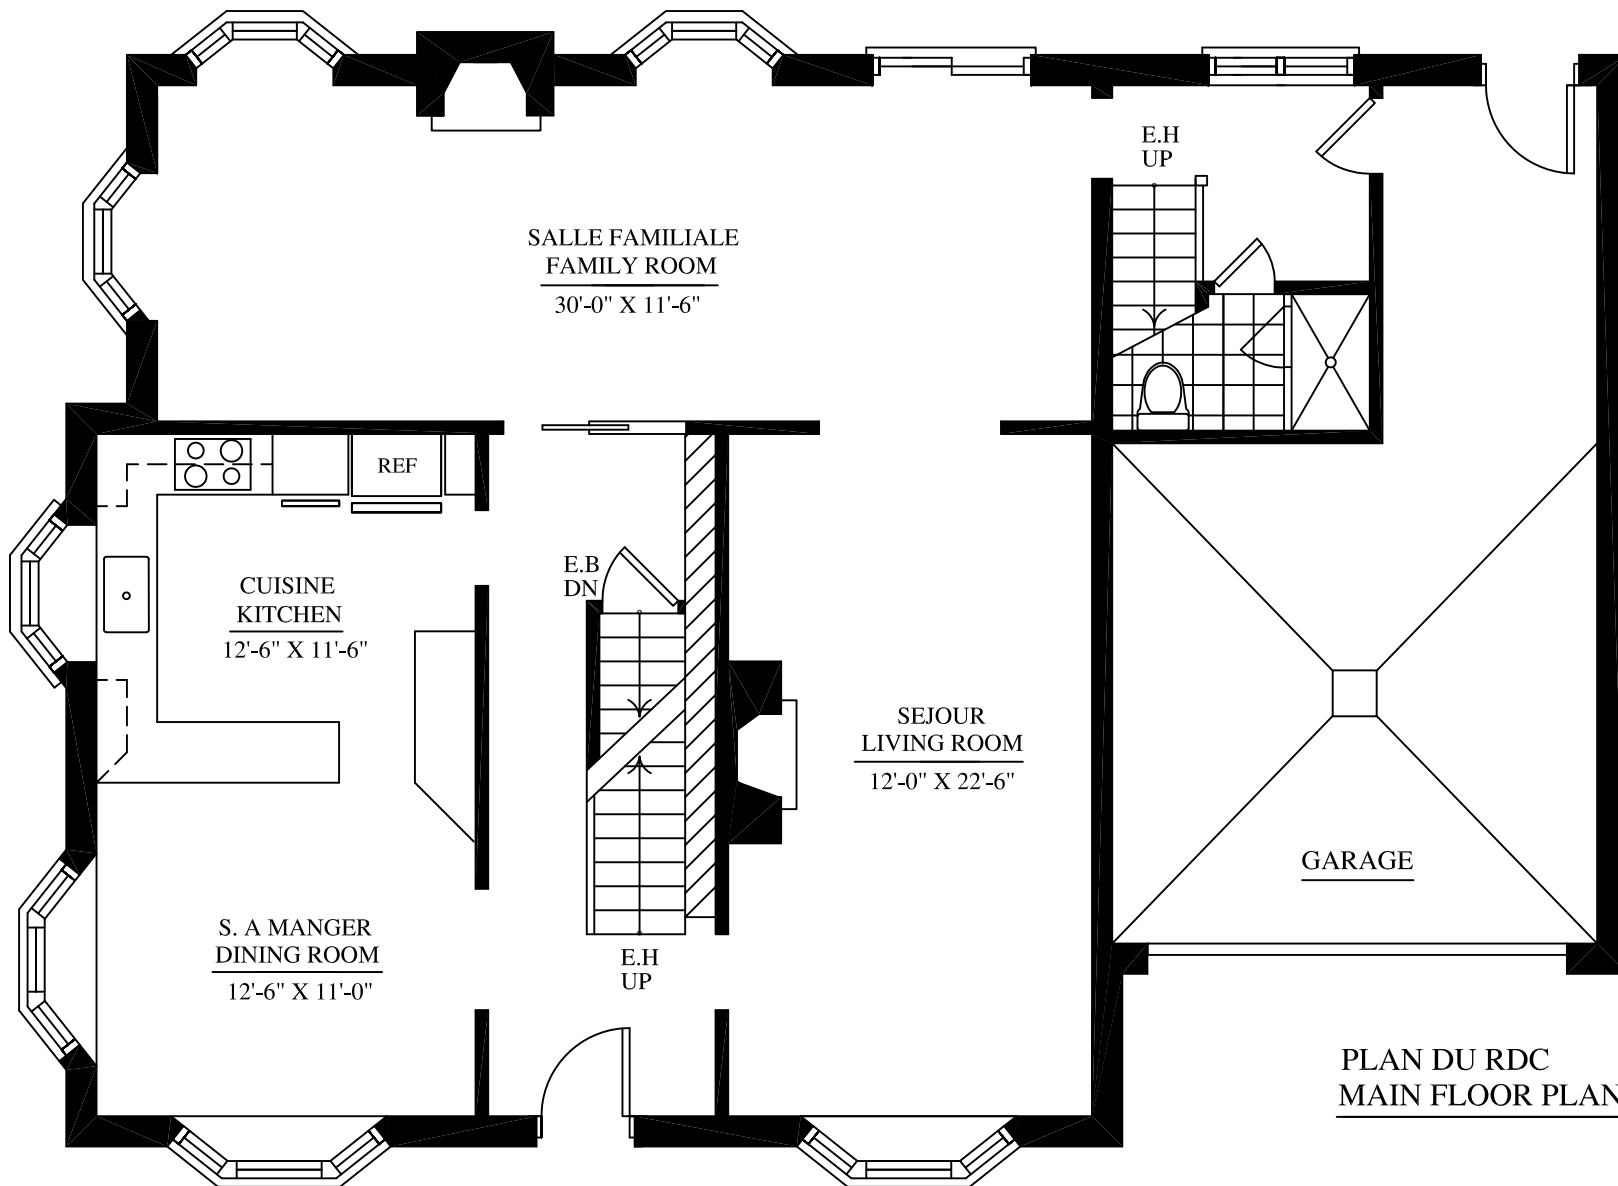 E.H
UP
SALLE FAMILIALE
FAMILY ROOM
30'-0" X 11'-6"
REF
E.B
DN
CUISINE
KITCHEN
12'-6" X 11'-6"
SEJOUR
LIVING ROOM
12'-0" X 22'-6"
GARAGE
S. A MANGER
DINING ROOM
12'-6" X 11'-0"
E.H
UP
PLAN DU RDC
MAIN FLOOR PLAN